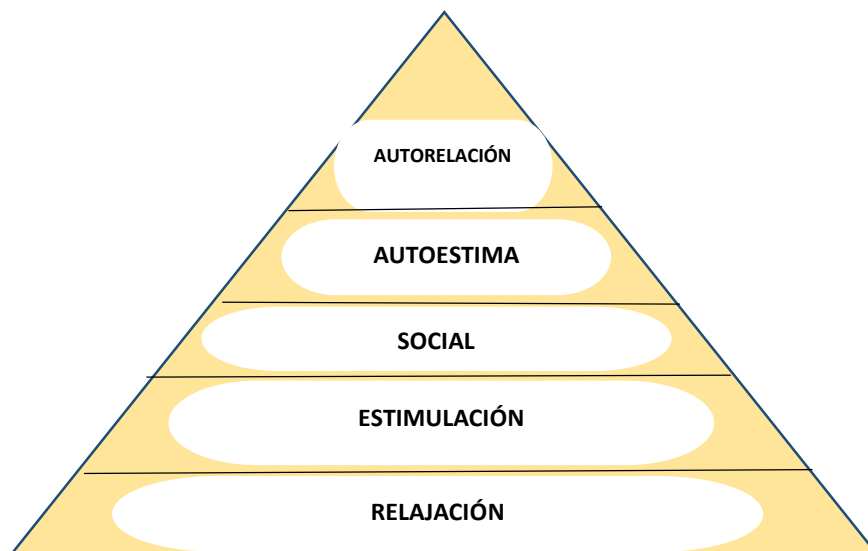 AUTORELACIÓN
AUTOESTIMA
SOCIAL
ESTIMULACIÓN
RELAJACIÓN